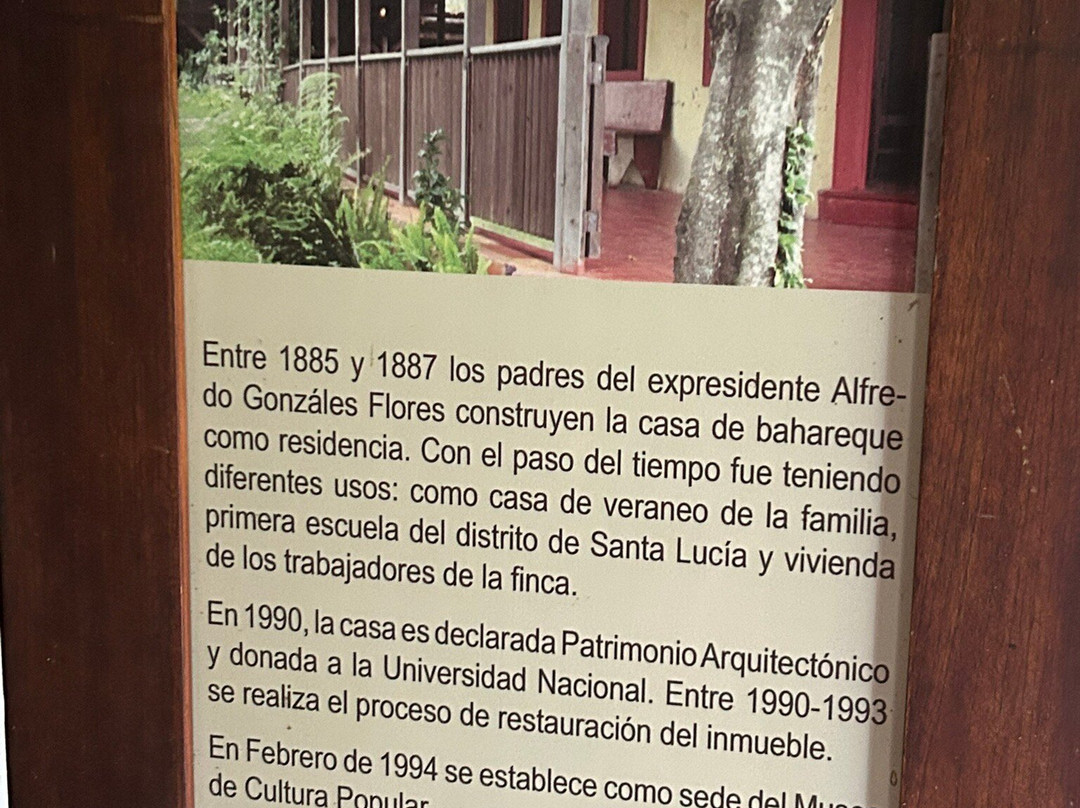 Entre 1885 y 1887 los padres del expresidente Alfre-
do Gonzáles Flores construyen la casa de bahareque
como residencia. Con el paso del tiempo fue teniendo
diferentes usos: como casa de veraneo de la familia,
primera escuela del distrito de Santa Lucía y vivienda
de los trabajadores de la finca.
En 1990, la casa es declarada Patrimonio Arquitectónico
y donada a la Universidad Nacional. Entre 1990-1993
se realiza el proceso de restauración del inmueble.
En Febrero de 1994 se establece como sede del
de Cultura Popular